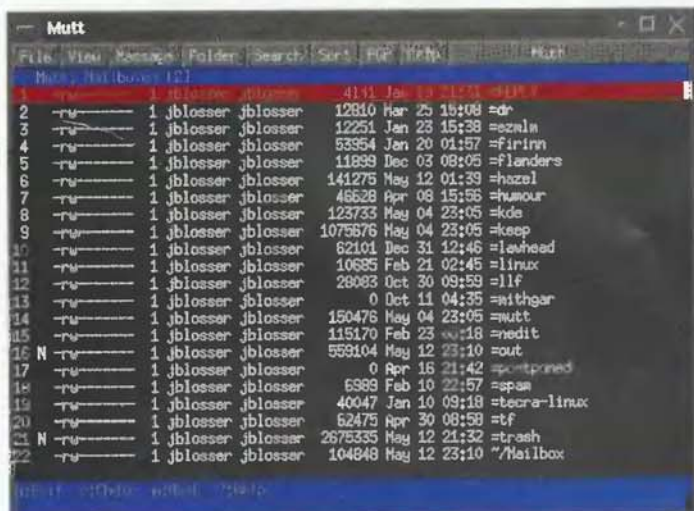 Mutt
File View Message Folder Search Sort PGP Help Mutt
Mutt: Mailboxes [2]
1 -rw------- 1 jblosser jblosser 4141 Jan
2 -rw------- 1 jblosser jblosser 12810 Mar 25 15:08 =dr
3 -rw------- 1 jblosser jblosser 12251 Jan 23 15:38 =ezmlm
4 -rw------- 1 jblosser jblosser 53954 Jan 20 01:57 =firinn
5 -rw------- 1 jblosser jblosser 11899 Dec 03 08:05 =flanders
6 -rw------- 1 jblosser jblosser 141275 May 12 01:39 =hazel
7 -rw------- 1 jblosser jblosser 46628 Apr 08 15:56 =humour
8 -rw------- 1 jblosser jblosser 123733 May 04 23:05 =kde
9 -rw------- 1 jblosser jblosser 1075676 May 04 23:05 =keep
10 -rw------- 1 jblosser jblosser 62101 Dec 31 12:46 =lawhead
11 -rw------- 1 jblosser jblosser 10685 Feb 21 02:45 =linux
12 -rw------- 1 jblosser jblosser 28083 Oct 30 09:59 =llf
13 -rw------- 1 jblosser jblosser 0 Oct 11 04:35 =mithgar
14 -rw------- 1 jblosser jblosser 150476 May 04 23:05 =mutt
15 -rw------- 1 jblosser jblosser 115170 Feb 23 =nedit
16 N -rw------- 1 jblosser jblosser 559104 May 12 23:10 =out
17 -rw------- 1 jblosser jblosser 0 Apr 16 21:42 =postponed
18 -rw------- 1 jblosser jblosser 6989 Feb 10 22:57 =spam
19 -rw------- 1 jblosser jblosser 40047 Jan 10 09:18 =tecra-linux
20 -rw------- 1 jblosser jblosser 62475 Apr 30 08:58 =tf
21 N -rw------- 1 jblosser jblosser 2675335 May 12 21:32 =trash
22 -rw------- 1 jblosser jblosser 104848 May 12 23:10 ~/Mailbox